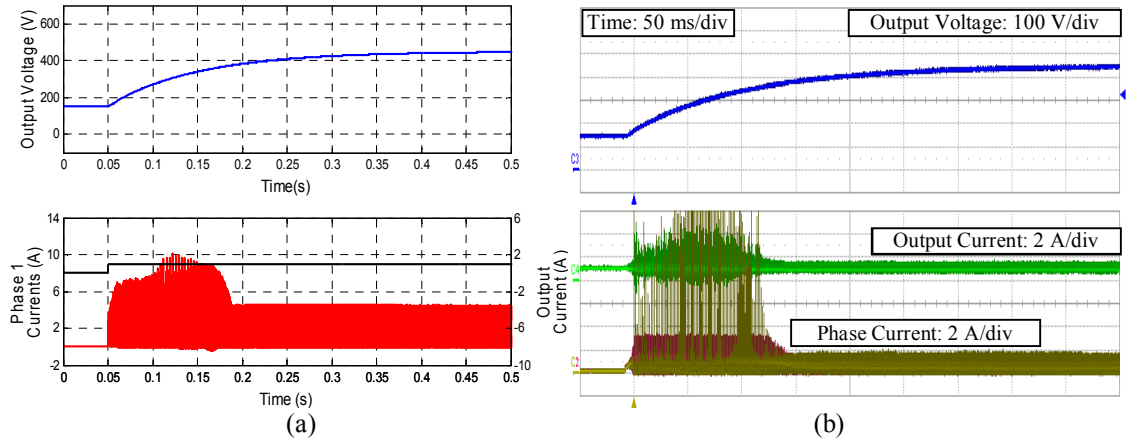 Output Voltage (V)
600
400
200
0
0 0.05 0.1 0.15 0.2 0.25 0.3 0.35 0.4 0.45 0.5
Time(s)
Phase 1
Currents (A)
14
10
6
2
-2
6
2
-2
-6
-10
Output
Current (A)
0 0.05 0.1 0.15 0.2 0.25 0.3 0.35 0.4 0.45 0.5
Time (s)
(a)
Time: 50 ms/div
Output Voltage: 100 V/div
Output Current: 2 A/div
Phase Current: 2 A/div
(b)